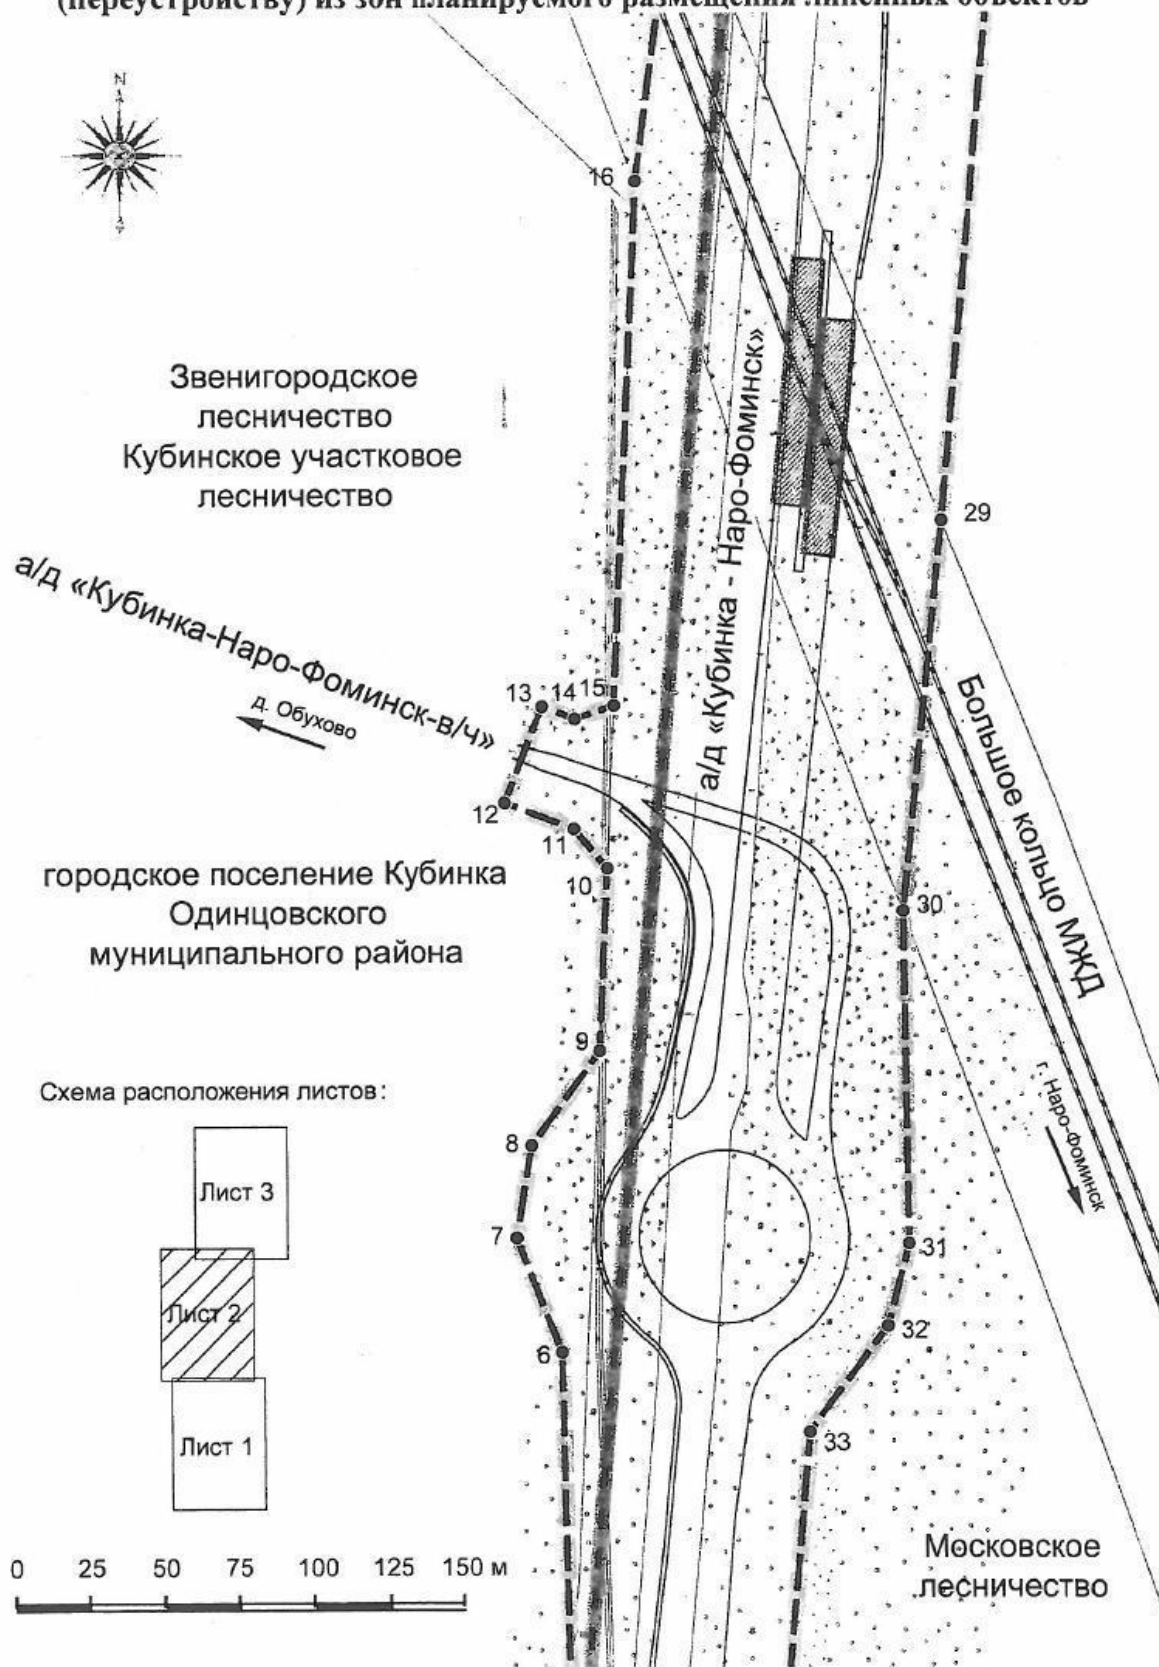 (переустройству) из зон планируемого размещения линейных объектов
N
16
Звенигородское
лесничество
Кубинское участковое
лесничество
а/д «Кубинка - Наро-Фоминск»
29
а/д «Кубинка-Наро-Фоминск-в/ч»
д. Обухово
13
14
15
12
11
10
городское поселение Кубинка
Одинцовского
муниципального района
30
Большое кольцо МЖД
9
г. Наро-Фоминск
Схема расположения листов:
8
Лист 3
7
31
Лист 2
32
6
33
Лист 1
Московское
лесничество
0 25 50 75 100 125 150 м